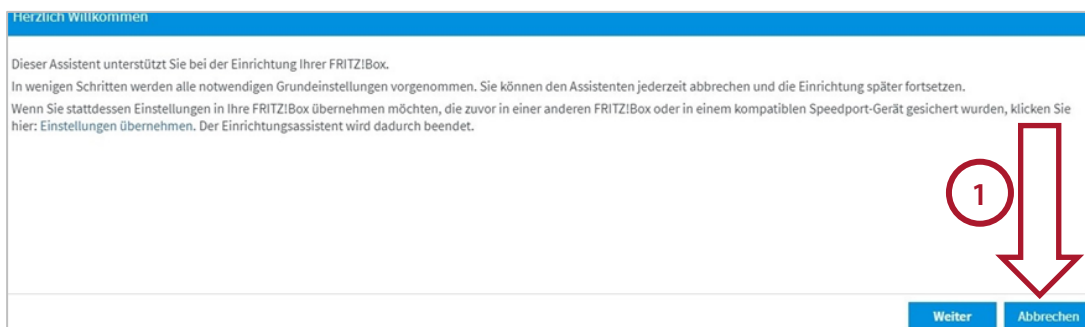 Herzlich Willkommen
Dieser Assistent unterstützt Sie bei der Einrichtung Ihrer FRITZ!Box.
In wenigen Schritten werden alle notwendigen Grundeinstellungen vorgenommen. Sie können den Assistenten jederzeit abbrechen und die Einrichtung später fortsetzen.
Wenn Sie stattdessen Einstellungen in Ihre FRITZ!Box übernehmen möchten, die zuvor in einer anderen FRITZ!Box oder in einem kompatiblen Speedport-Gerät gesichert wurden, klicken Sie
hier: Einstellungen übernehmen. Der Einrichtungsassistent wird dadurch beendet.
1
Weiter Abbrechen